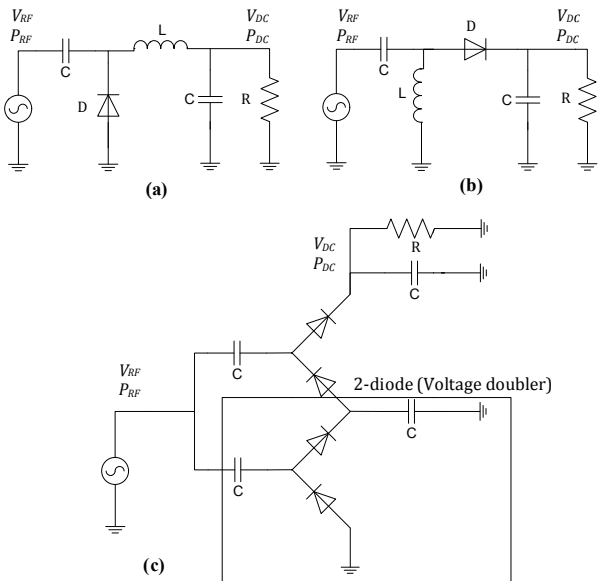 V_RF
P_RF
C
D
L
C
V_DC
P_DC
R
(a)
V_RF
P_RF
C
L
D
C
V_DC
P_DC
R
(b)
V_DC
P_DC
R
C
V_RF
P_RF
C
2-diode (Voltage doubler)
C
C
(c)